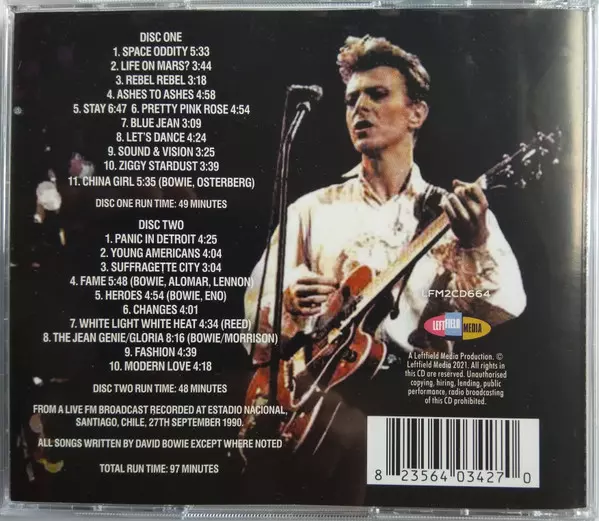 DISC ONE
1. SPACE ODDITY 5:33
2. LIFE ON MARS? 3:44
3. REBEL REBEL 3:18
4. ASHES TO ASHES 4:58
5. STAY 6:47 6. PRETTY PINK ROSE 4:54
7. BLUE JEAN 3:09
8. LET'S DANCE 4:24
9. SOUND & VISION 3:25
10. ZIGGY STARDUST 3:39
11. CHINA GIRL 5:35 (BOWIE, OSTERBERG)
DISC ONE RUN TIME: 49 MINUTES
DISC TWO
1. PANIC IN DETROIT 4:25
2. YOUNG AMERICANS 4:04
3. SUFFRAGETTE CITY 3:04
4. FAME 5:48 (BOWIE, ALOMAR, LENNON)
5. HEROES 4:54 (BOWIE, ENO)
6. CHANGES 4:01
7. WHITE LIGHT WHITE HEAT 4:34 (REED)
8. THE JEAN GENIE/GLORIA 8:16 (BOWIE/MORRISON)
9. FASHION 4:39
10. MODERN LOVE 4:18
DISC TWO RUN TIME: 48 MINUTES
FROM A LIVE FM BROADCAST RECORDED AT ESTADIO NACIONAL,
SANTIAGO, CHILE, 27TH SEPTEMBER 1990.
ALL SONGS WRITTEN BY DAVID BOWIE EXCEPT WHERE NOTED
TOTAL RUN TIME: 97 MINUTES
LFM2CD664
LEFTFIELD MEDIA
A Leftfield Media Production. ©
Leftfield Media 2021. All rights in
this CD are reserved. Unauthorised
copying, hiring, lending, public
performance, radio broadcasting
of this CD prohibited.
8 23564 03427 0